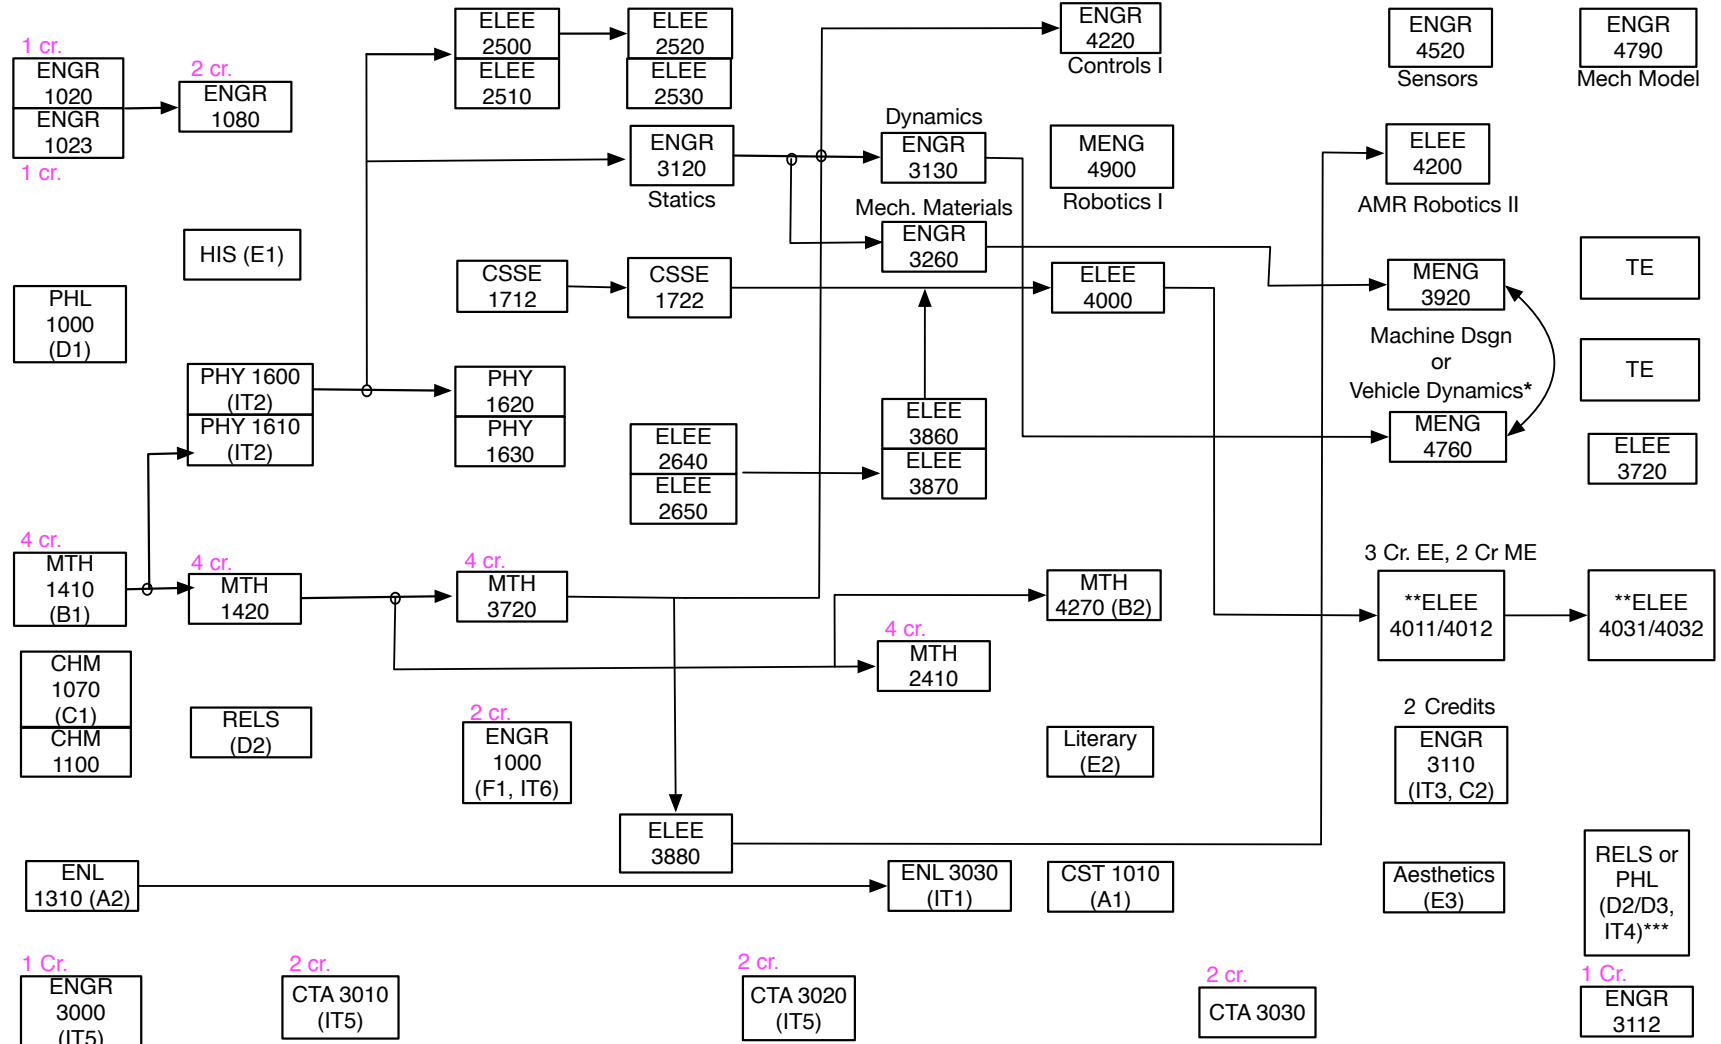 1 cr.
ENGR
1020
ENGR
1023
1 cr.
PHL
1000
(D1)
4 cr.
MTH
1410
(B1)
CHM
1070
(C1)
CHM
1100
ENL
1310 (A2)
1 Cr.
ENGR
3000
(IT5)
2 cr.
ENGR
1080
HIS (E1)
PHY 1600
(IT2)
PHY 1610
(IT2)
4 cr.
MTH
1420
RELS
(D2)
2 cr.
CTA 3010
(IT5)
ELEE
2500
ELEE
2510
CSSE
1712
PHY
1620
PHY
1630
4 cr.
MTH
3720
2 cr.
ENGR
1000
(F1, IT6)
ELEE
2520
ELEE
2530
ENGR
3120
Statics
CSSE
1722
ELEE
2640
ELEE
2650
ELEE
3880
2 cr.
CTA 3020
(IT5)
Dynamics
ENGR
3130
Mech. Materials
ENGR
3260
ELEE
3860
ELEE
3870
4 cr.
MTH
2410
ENL 3030
(IT1)
ENGR
4220
Controls I
MENG
4900
Robotics I
ELEE
4000
MTH
4270 (B2)
Literary
(E2)
CST 1010
(A1)
2 cr.
CTA 3030
ENGR
4520
Sensors
ELEE
4200
AMR Robotics II
MENG
3920
Machine Dsgn
or
Vehicle Dynamics*
MENG
4760
3 Cr. EE, 2 Cr ME
**ELEE
4011/4012
2 Credits
ENGR
3110
(IT3, C2)
Aesthetics
(E3)
ENGR
4790
Mech Model
TE
TE
ELEE
3720
**ELEE
4031/4032
RELS or
PHL
(D2/D3,
IT4)***
1 Cr.
ENGR
3112